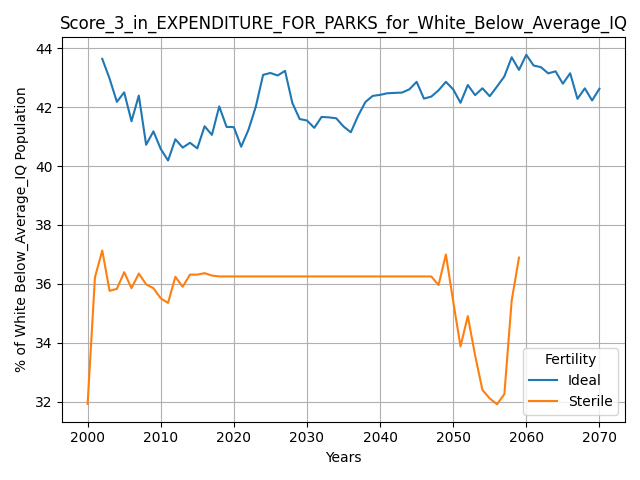 Score_3_in_EXPENDITURE_FOR_PARKS_for_White_Below_Average_IQ
% of White Below_Average_IQ Population
44
42
40
38
36
34
32
2000 2010 2020 2030 2040 2050 2060 2070
Years
Fertility
Ideal
Sterile